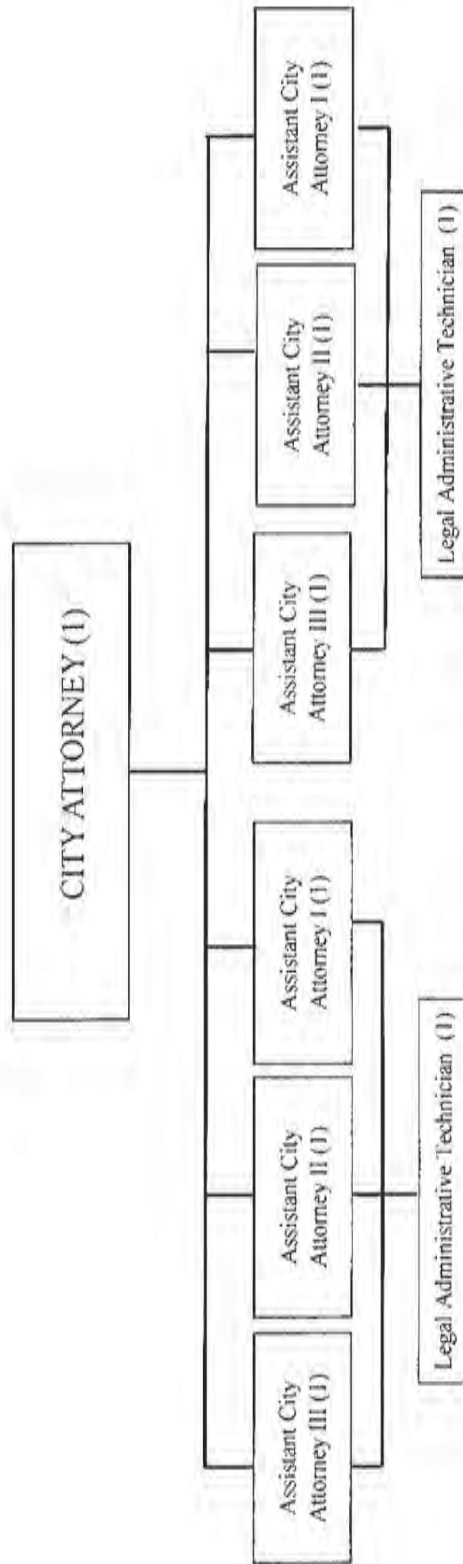 CITY ATTORNEY (1)
Assistant City
Attorney III (1)
Assistant City
Attorney II (1)
Assistant City
Attorney I (1)
Assistant City
Attorney III (1)
Assistant City
Attorney II (1)
Assistant City
Attorney I (1)
Legal Administrative Technician (1)
Legal Administrative Technician (1)